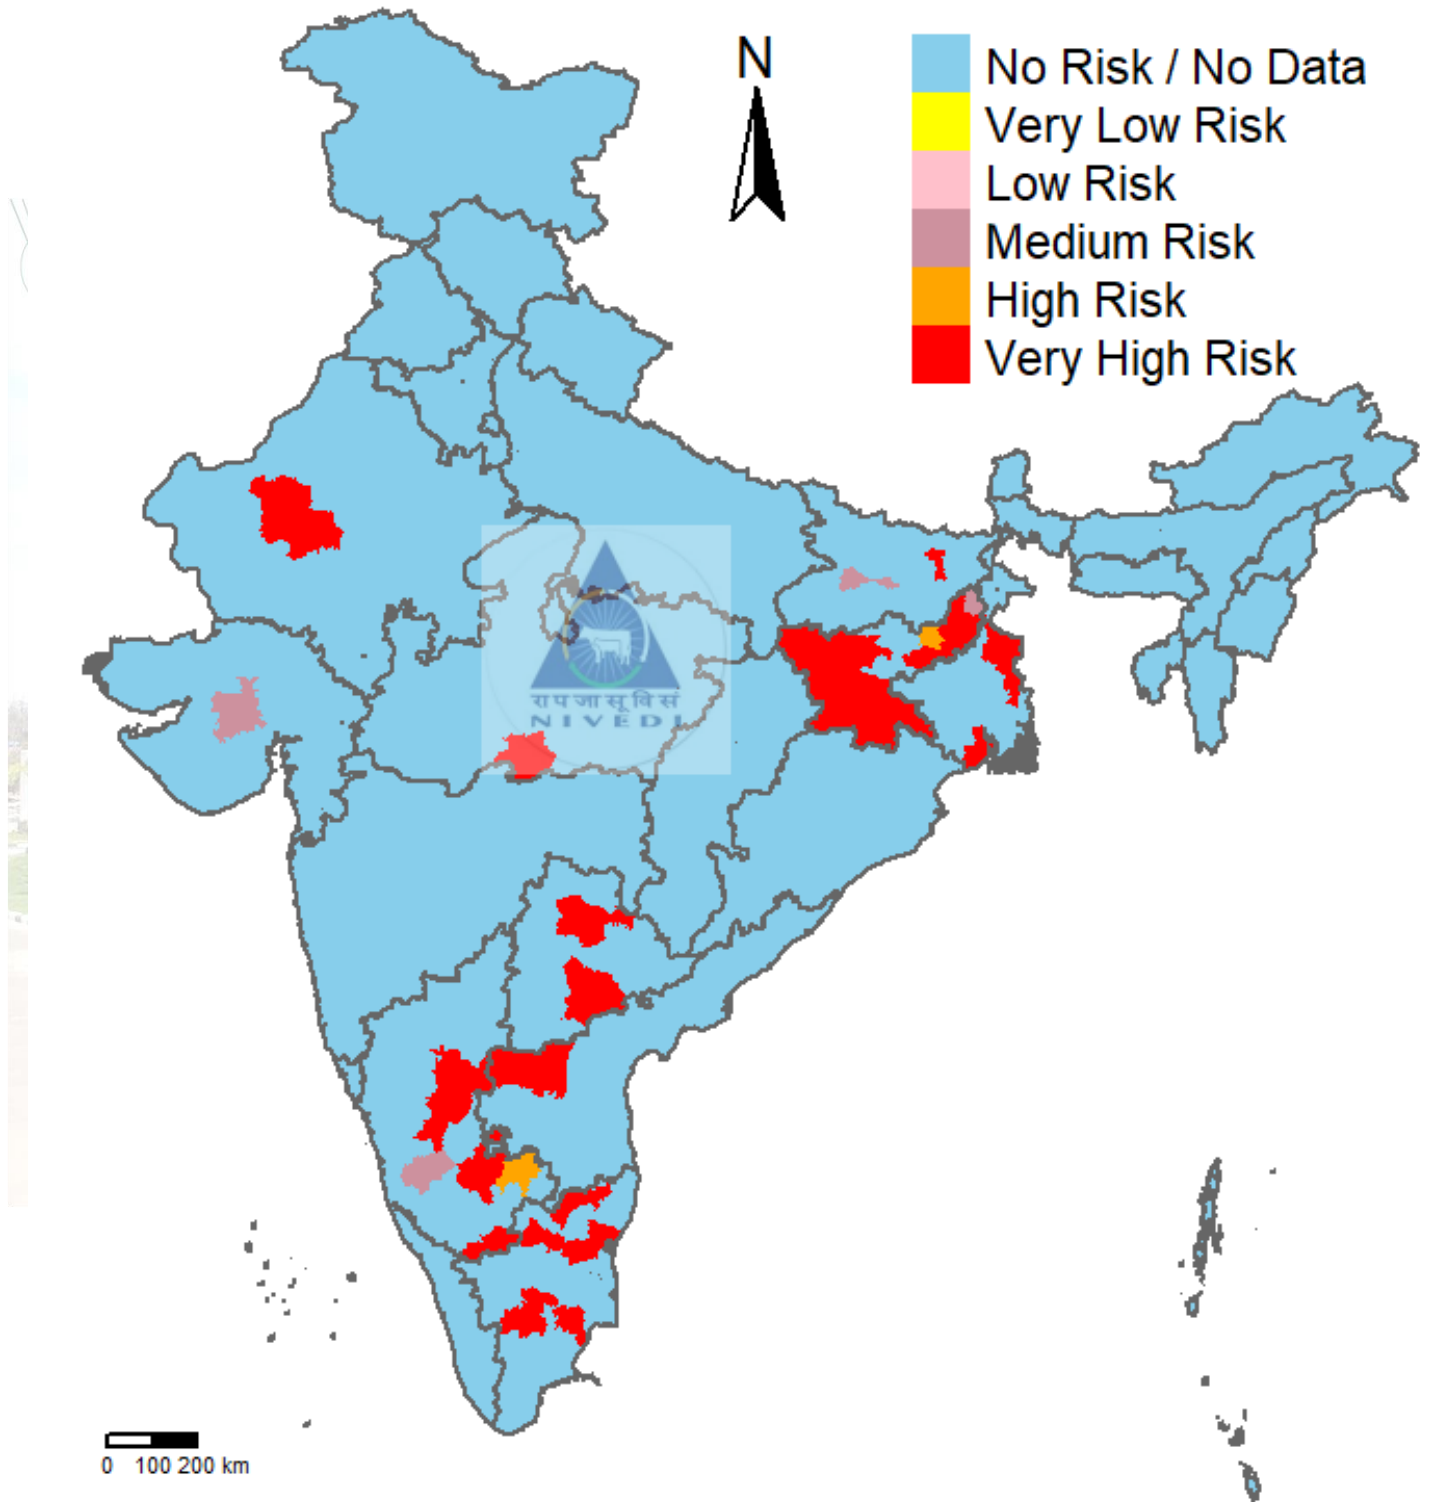 N
No Risk / No Data
Very Low Risk
Low Risk
Medium Risk
High Risk
Very High Risk
रापजासूविसं
NIVEDI
0 100 200 km